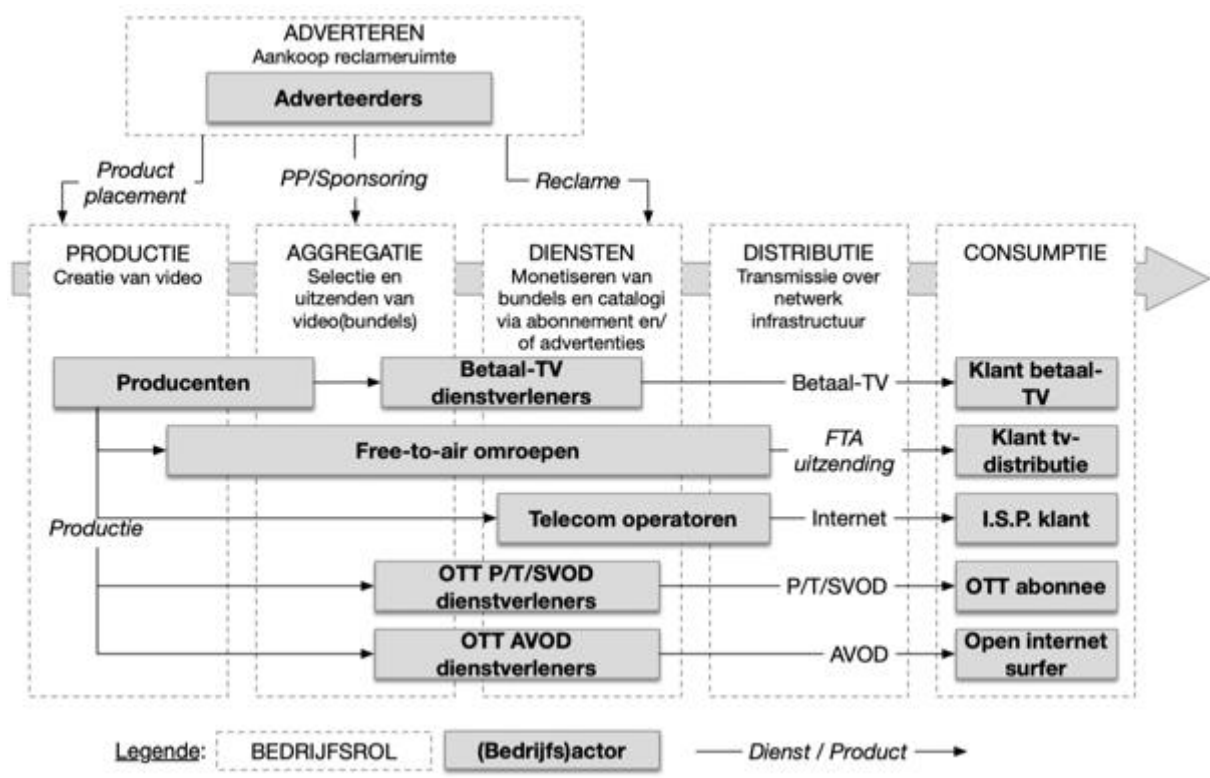 ADVERTEREN
Aankoop reclameruimte
Adverteerders
Product
placement
PP/Sponsoring
Reclame
PRODUCTIE
Creatie van video
AGGREGATIE
Selectie en
uitzenden van
video(bundels)
DIENSTEN
Monetiseren van
bundels en catalogi
via abonnement en/
of advertenties
DISTRIBUTIE
Transmissie over
netwerk
infrastructuur
CONSUMPTIE
Producenten
Betaal-TV
dienstverleners
Betaal-TV
Klant betaal-
TV
Free-to-air omroepen
FTA
uitzending
Klant tv-
distributie
Productie
Telecom operatoren
Internet
I.S.P. klant
OTT P/T/SVOD
dienstverleners
P/T/SVOD
OTT abonnee
OTT AVOD
dienstverleners
AVOD
Open internet
surfer
Legende:
BEDRIJFSROL
(Bedrijfs)actor
Dienst / Product